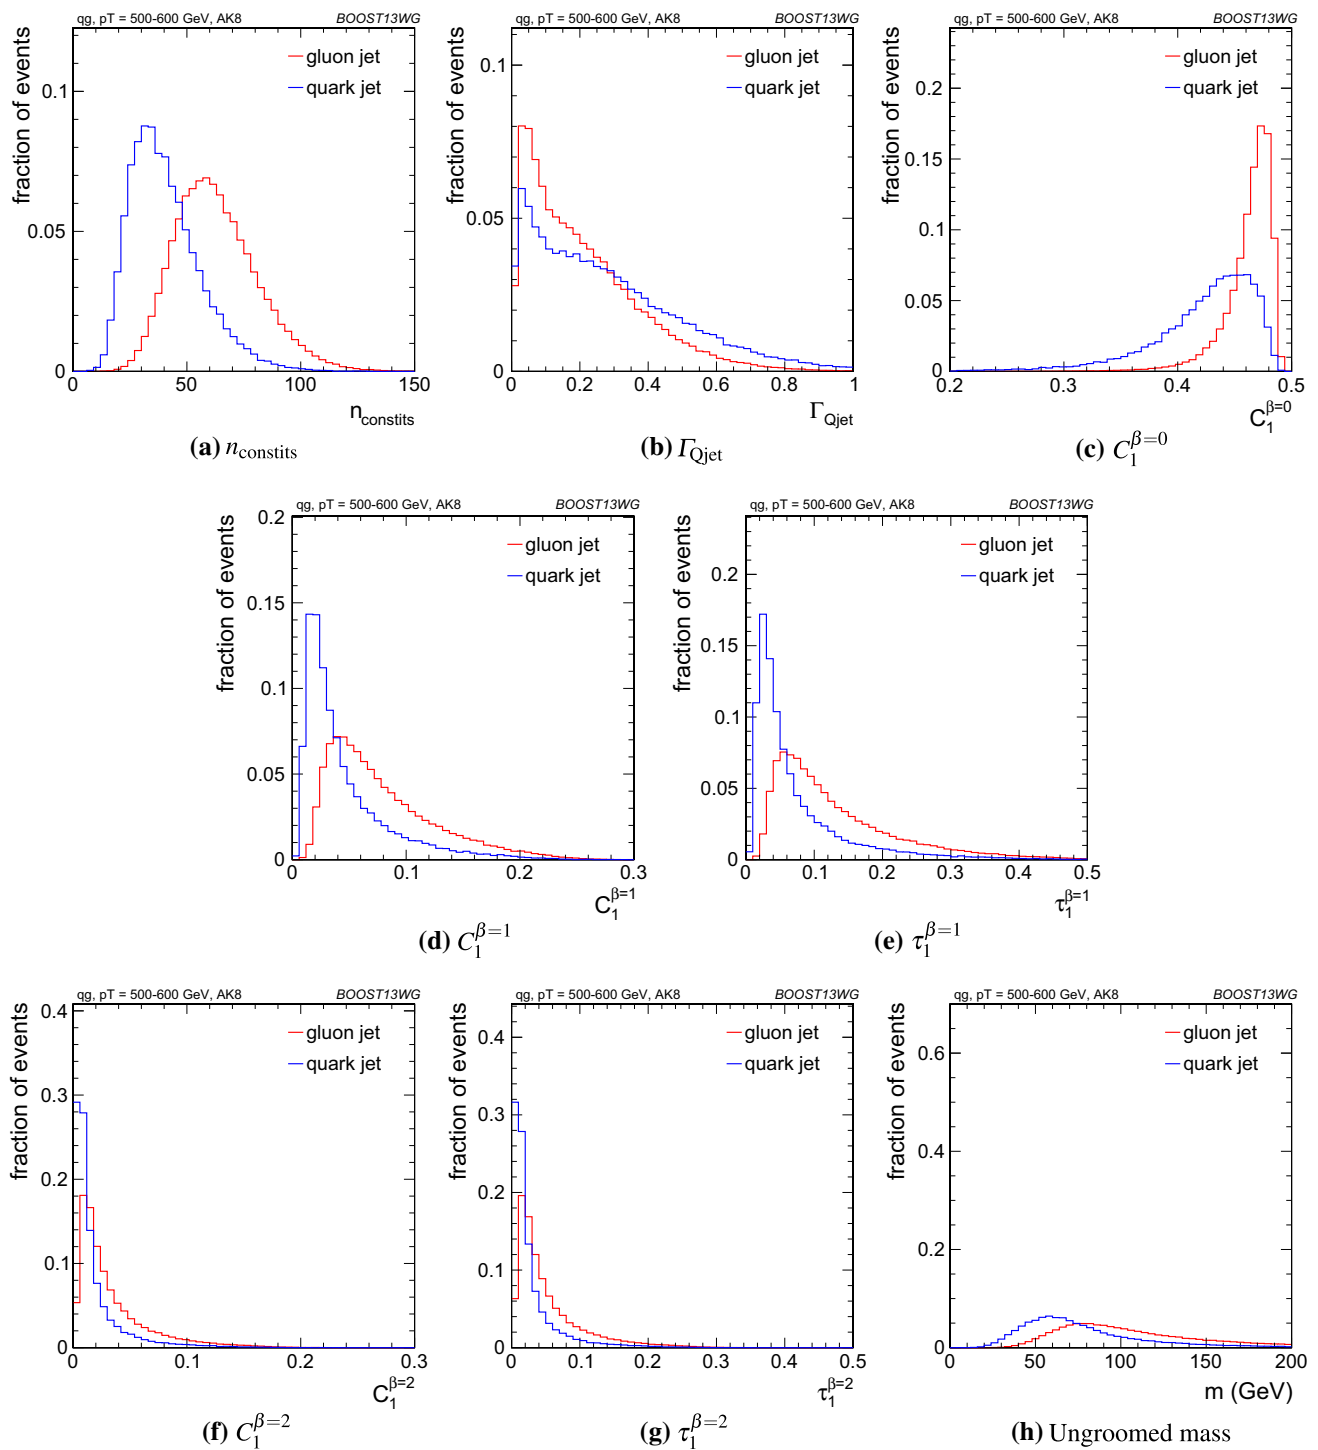 qg, pT = 500-600 GeV, AK8 BOOST13WG
fraction of events
gluon jet
quark jet
0.1
0.05
0
0 50 100 150
n_constits
(a) n_constits
qg, pT = 500-600 GeV, AK8 BOOST13WG
fraction of events
gluon jet
quark jet
0.1
0.05
0
0 0.2 0.4 0.6 0.8 1
Γ_Qjet
(b) Γ_Qjet
qg, pT = 500-600 GeV, AK8 BOOST13WG
fraction of events
gluon jet
quark jet
0.2
0.15
0.1
0.05
0
0.2 0.3 0.4 0.5
C_1^{β=0}
(c) C_1^{β=0}
qg, pT = 500-600 GeV, AK8 BOOST13WG
fraction of events
gluon jet
quark jet
0.2
0.15
0.1
0.05
0
0 0.1 0.2 0.3
C_1^{β=1}
(d) C_1^{β=1}
qg, pT = 500-600 GeV, AK8 BOOST13WG
fraction of events
gluon jet
quark jet
0.2
0.15
0.1
0.05
0
0 0.1 0.2 0.3 0.4 0.5
τ_1^{β=1}
(e) τ_1^{β=1}
qg, pT = 500-600 GeV, AK8 BOOST13WG
fraction of events
gluon jet
quark jet
0.4
0.3
0.2
0.1
0
0 0.1 0.2 0.3
C_1^{β=2}
(f) C_1^{β=2}
qg, pT = 500-600 GeV, AK8 BOOST13WG
fraction of events
gluon jet
quark jet
0.4
0.3
0.2
0.1
0
0 0.1 0.2 0.3 0.4 0.5
τ_1^{β=2}
(g) τ_1^{β=2}
qg, pT = 500-600 GeV, AK8 BOOST13WG
fraction of events
gluon jet
quark jet
0.6
0.4
0.2
0
0 50 100 150 200
m (GeV)
(h) Ungroomed mass